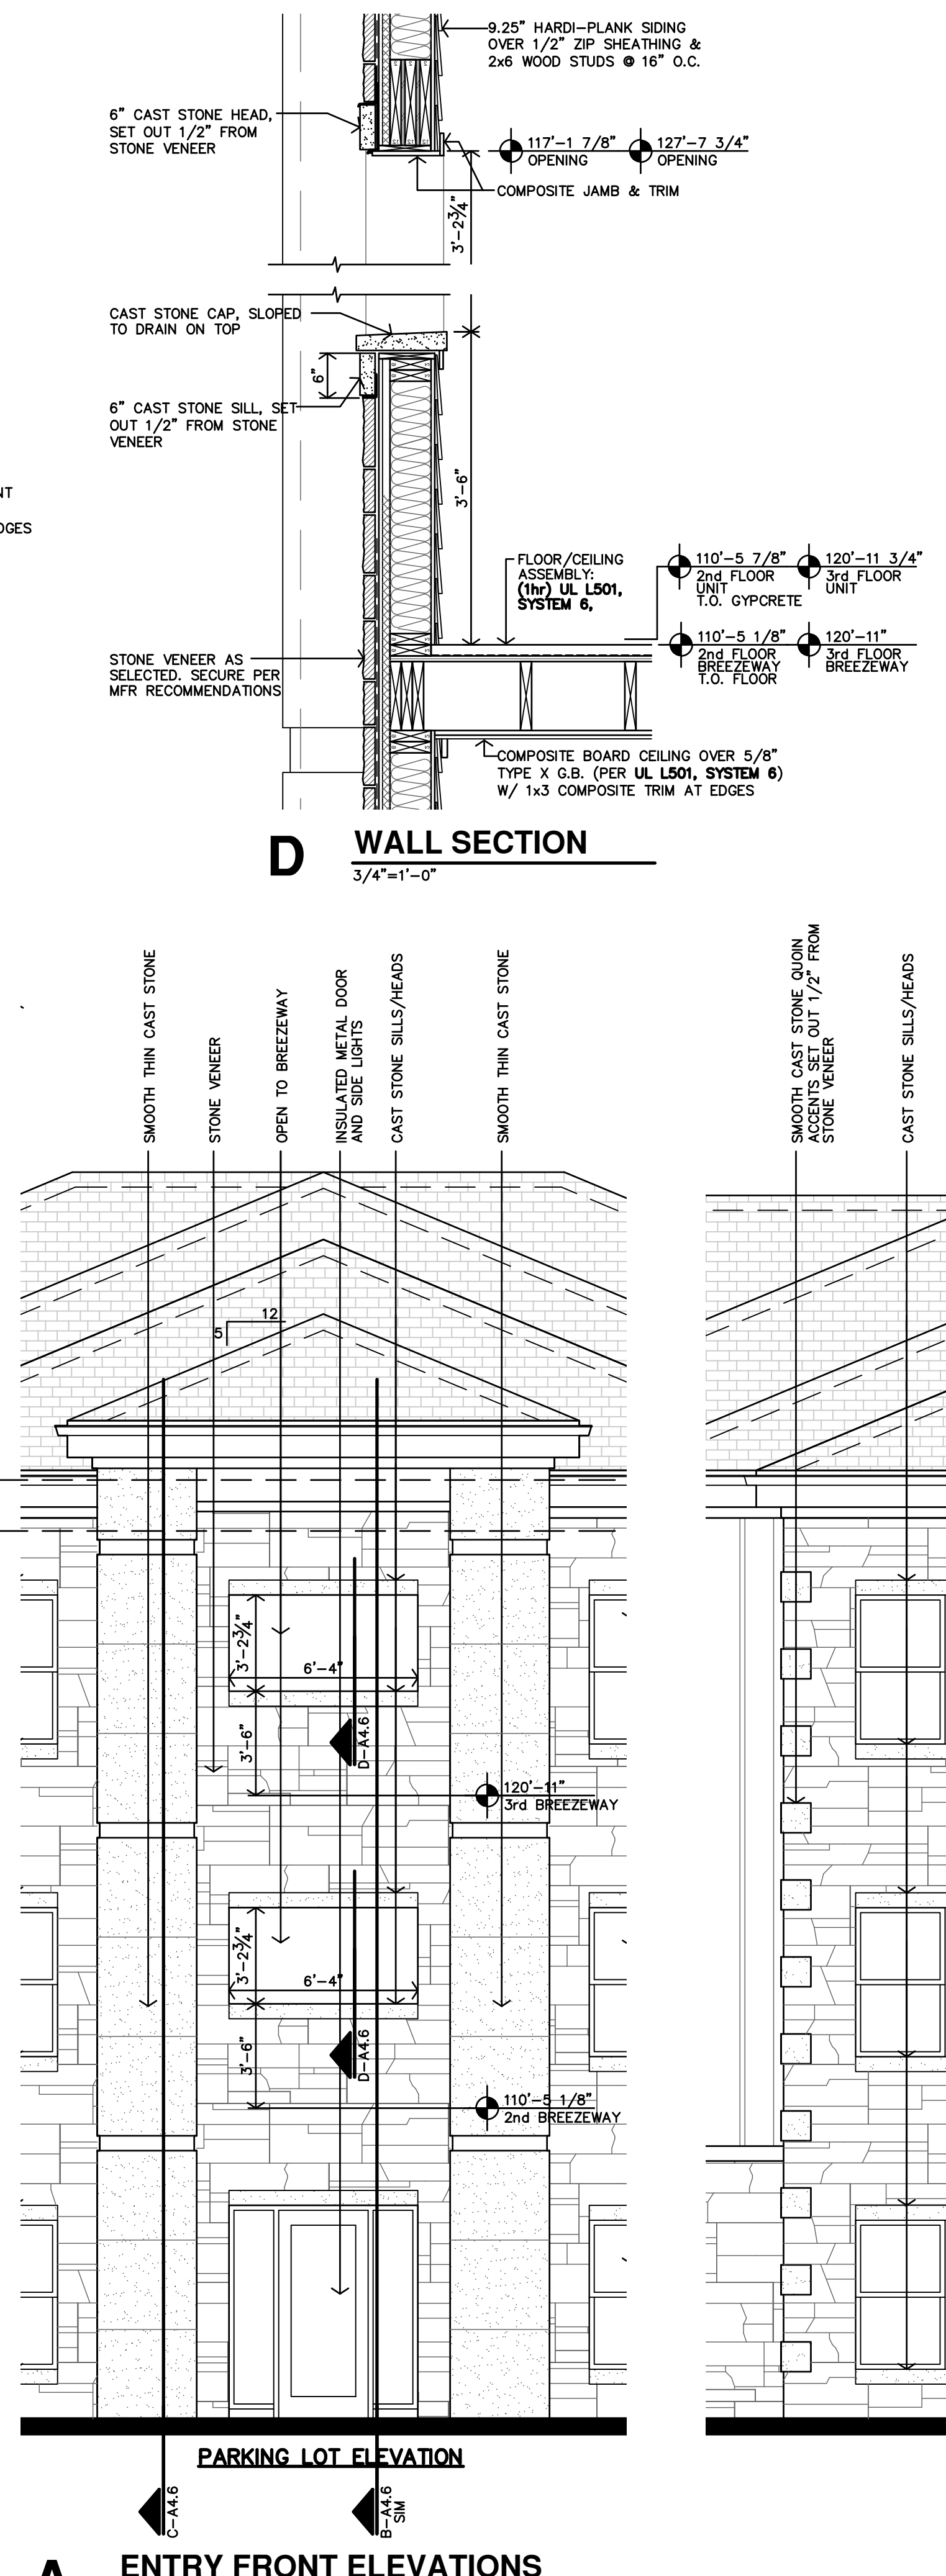 9.25" HARDI-PLANK SIDING
OVER 1/2" ZIP SHEATHING &
2x6 WOOD STUDS @ 16" O.C.
6" CAST STONE HEAD,
SET OUT 1/2" FROM
STONE VENEER
117'-1 7/8"
OPENING
127'-7 3/4"
OPENING
COMPOSITE JAMB & TRIM
3'-2¾"
CAST STONE CAP, SLOPED
TO DRAIN ON TOP
6"
6" CAST STONE SILL, SET
OUT 1/2" FROM STONE
VENEER
3'-6"
NT
DGES
FLOOR/CEILING
ASSEMBLY:
(1hr) UL L501,
SYSTEM 6,
110'-5 7/8"
2nd FLOOR
UNIT
T.O. GYPCRETE
120'-11 3/4"
3rd FLOOR
UNIT
110'-5 1/8"
2nd FLOOR
BREEZEWAY
T.O. FLOOR
120'-11"
3rd FLOOR
BREEZEWAY
STONE VENEER AS
SELECTED. SECURE PER
MFR RECOMMENDATIONS
COMPOSITE BOARD CEILING OVER 5/8"
TYPE X G.B. (PER UL L501, SYSTEM 6)
W/ 1x3 COMPOSITE TRIM AT EDGES
D
WALL SECTION
3/4"=1'-0"
SMOOTH THIN CAST STONE
STONE VENEER
OPEN TO BREEZEWAY
INSULATED METAL DOOR
AND SIDE LIGHTS
CAST STONE SILLS/HEADS
SMOOTH THIN CAST STONE
SMOOTH CAST STONE QUOIN
ACCENTS SET OUT 1/2" FROM
STONE VENEER
CAST STONE SILLS/HEADS
12
5
3'-2¾"
6'-4"
3'-6"
D-A4.6
120'-11"
3rd BREEZEWAY
3'-2¾"
6'-4"
3'-6"
D-A4.6
110'-5 1/8"
2nd BREEZEWAY
PARKING LOT ELEVATION
C-A4.6
B-A4.6
SIM
A
ENTRY FRONT ELEVATIONS